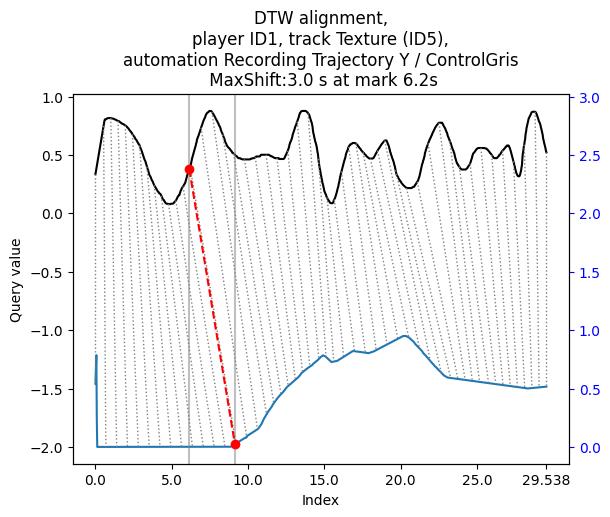 DTW alignment,
player ID1, track Texture (ID5),
automation Recording Trajectory Y / ControlGris
MaxShift:3.0 s at mark 6.2s
1.0
0.5
0.0
−0.5
−1.0
−1.5
−2.0
Query value
3.0
2.5
2.0
1.5
1.0
0.5
0.0
0.0 5.0 10.0 15.0 20.0 25.0 29.538
Index